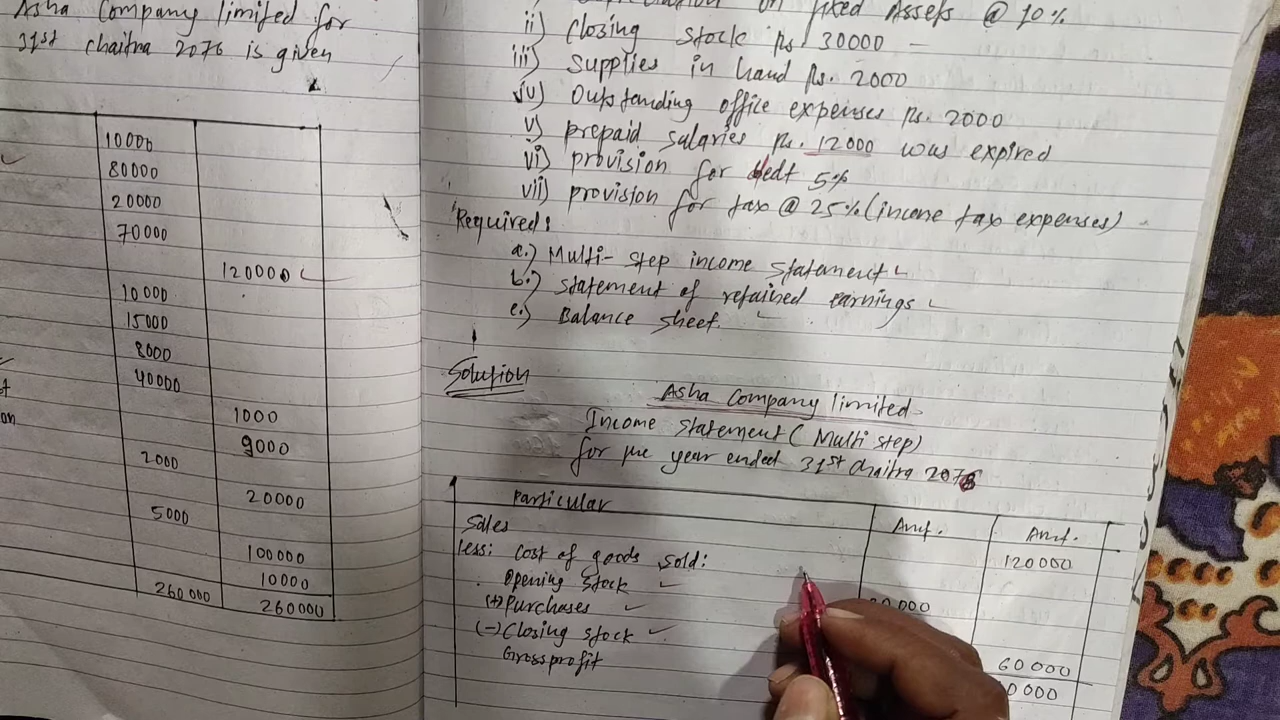 Asha Company limited for
31st chaitra 2076 is given
10000
80000
20000
70000
120000
10000
15000
8000
40000
1000
on
9000
2000
20000
5000
100000
10000
260000 260000
on fixed Assets @ 10%
ii) Closing stock Rs 30000
iii) Supplies in hand Rs. 2000
iv) Outstanding office expenses Rs. 2000
v) prepaid salaries Rs. 12000 was expired
vi) provision for debt 5%
vii) provision for tax @ 25% (income tax expenses)
Required:
a.) Multi-step income statement
b.) Statement of retained earnings
c.) Balance sheet.
Solution
Asha Company limited
Income statement (Multi step)
for the year ended 31st chaitra 2076
Particular Amt. Amt.
Sales 120000
less: Cost of goods sold:
Opening stock
(+) Purchases
(-) Closing stock 60000
Gross profit